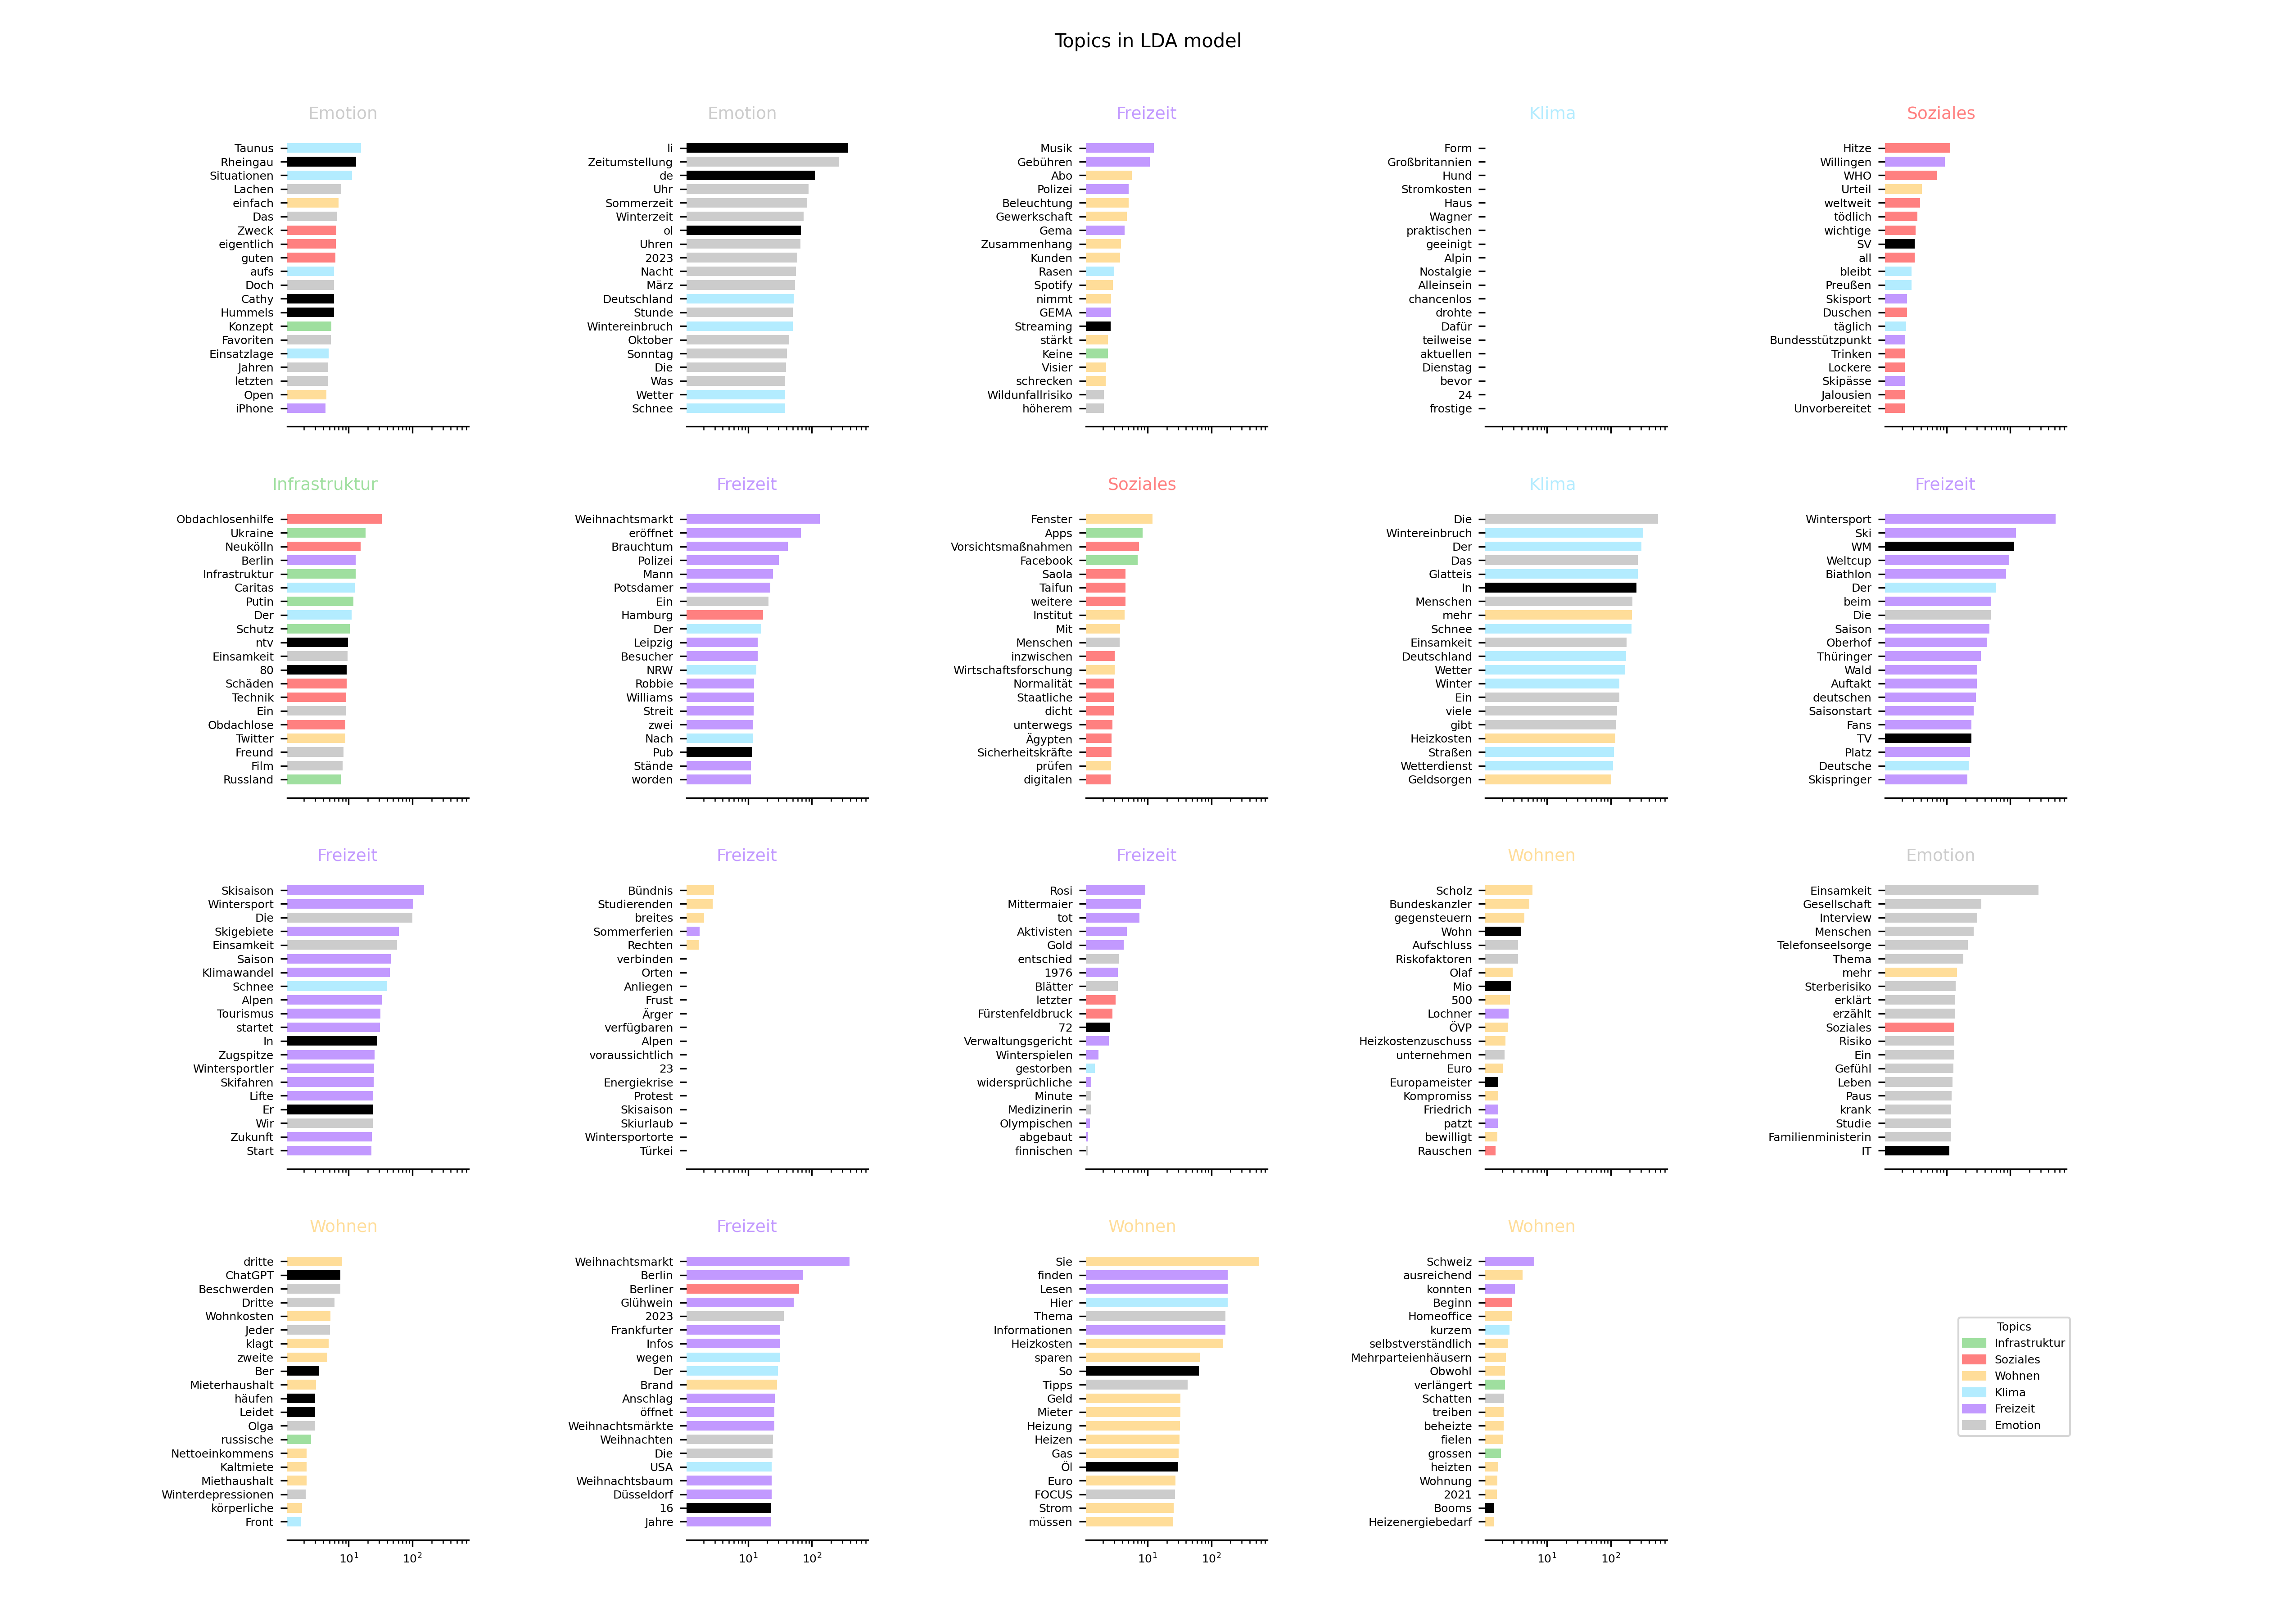 Topics in LDA model
Emotion
Taunus
Rheingau
Situationen
Lachen
einfach
Das
Zweck
eigentlich
guten
aufs
Doch
Cathy
Hummels
Konzept
Favoriten
Einsatzlage
Jahren
letzten
Open
iPhone
Emotion
li
Zeitumstellung
de
Uhr
Sommerzeit
Winterzeit
ol
Uhren
2023
Nacht
März
Deutschland
Stunde
Wintereinbruch
Oktober
Sonntag
Die
Was
Wetter
Schnee
Freizeit
Musik
Gebühren
Abo
Polizei
Beleuchtung
Gewerkschaft
Gema
Zusammenhang
Kunden
Rasen
Spotify
nimmt
GEMA
Streaming
stärkt
Keine
Visier
schrecken
Wildunfallrisiko
höherem
Klima
Form
Großbritannien
Hund
Stromkosten
Haus
Wagner
praktischen
geeinigt
Alpin
Nostalgie
Alleinsein
chancenlos
drohte
Dafür
teilweise
aktuellen
Dienstag
bevor
24
frostige
Soziales
Hitze
Willingen
WHO
Urteil
weltweit
tödlich
wichtige
SV
all
bleibt
Preußen
Skisport
Duschen
täglich
Bundesstützpunkt
Trinken
Lockere
Skipässe
Jalousien
Unvorbereitet
Infrastruktur
Obdachlosenhilfe
Ukraine
Neukölln
Berlin
Infrastruktur
Caritas
Putin
Der
Schutz
ntv
Einsamkeit
80
Schäden
Technik
Ein
Obdachlose
Twitter
Freund
Film
Russland
Freizeit
Weihnachtsmarkt
eröffnet
Brauchtum
Polizei
Mann
Potsdamer
Ein
Hamburg
Der
Leipzig
Besucher
NRW
Robbie
Williams
Streit
zwei
Nach
Pub
Stände
worden
Soziales
Fenster
Apps
Vorsichtsmaßnahmen
Facebook
Saola
Taifun
weitere
Institut
Mit
Menschen
inzwischen
Wirtschaftsforschung
Normalität
Staatliche
dicht
unterwegs
Ägypten
Sicherheitskräfte
prüfen
digitalen
Klima
Die
Wintereinbruch
Der
Das
Glatteis
In
Menschen
mehr
Schnee
Einsamkeit
Deutschland
Wetter
Winter
Ein
viele
gibt
Heizkosten
Straßen
Wetterdienst
Geldsorgen
Freizeit
Wintersport
Ski
WM
Weltcup
Biathlon
Der
beim
Die
Saison
Oberhof
Thüringer
Wald
Auftakt
deutschen
Saisonstart
Fans
TV
Platz
Deutsche
Skispringer
Freizeit
Skisaison
Wintersport
Die
Skigebiete
Einsamkeit
Saison
Klimawandel
Schnee
Alpen
Tourismus
startet
In
Zugspitze
Wintersportler
Skifahren
Lifte
Er
Wir
Zukunft
Start
Freizeit
Bündnis
Studierenden
breites
Sommerferien
Rechten
verbinden
Orten
Anliegen
Frust
Ärger
verfügbaren
Alpen
voraussichtlich
23
Energiekrise
Protest
Skisaison
Skiurlaub
Wintersportorte
Türkei
Freizeit
Rosi
Mittermaier
tot
Aktivisten
Gold
entschied
1976
Blätter
letzter
Fürstenfeldbruck
72
Verwaltungsgericht
Winterspielen
gestorben
widersprüchliche
Minute
Medizinerin
Olympischen
abgebaut
finnischen
Wohnen
Scholz
Bundeskanzler
gegensteuern
Wohn
Aufschluss
Riskofaktoren
Olaf
Mio
500
Lochner
ÖVP
Heizkostenzuschuss
unternehmen
Euro
Europameister
Kompromiss
Friedrich
patzt
bewilligt
Rauschen
Emotion
Einsamkeit
Gesellschaft
Interview
Menschen
Telefonseelsorge
Thema
mehr
Sterberisiko
erklärt
erzählt
Soziales
Risiko
Ein
Gefühl
Leben
Paus
krank
Studie
Familienministerin
IT
Wohnen
dritte
ChatGPT
Beschwerden
Dritte
Wohnkosten
Jeder
klagt
zweite
Ber
Mieterhaushalt
häufen
Leidet
Olga
russische
Nettoeinkommens
Kaltmiete
Miethaushalt
Winterdepressionen
körperliche
Front
10¹ 10²
Freizeit
Weihnachtsmarkt
Berlin
Berliner
Glühwein
2023
Frankfurter
Infos
wegen
Der
Brand
Anschlag
öffnet
Weihnachtsmärkte
Weihnachten
Die
USA
Weihnachtsbaum
Düsseldorf
16
Jahre
10¹ 10²
Wohnen
Sie
finden
Lesen
Hier
Thema
Informationen
Heizkosten
sparen
So
Tipps
Geld
Mieter
Heizung
Heizen
Gas
Öl
Euro
FOCUS
Strom
müssen
10¹ 10²
Wohnen
Schweiz
ausreichend
konnten
Beginn
Homeoffice
kurzem
selbstverständlich
Mehrparteienhäusern
Obwohl
verlängert
Schatten
treiben
beheizte
fielen
grossen
heizten
Wohnung
2021
Booms
Heizenergiebedarf
10¹ 10²
Topics
Infrastruktur
Soziales
Wohnen
Klima
Freizeit
Emotion